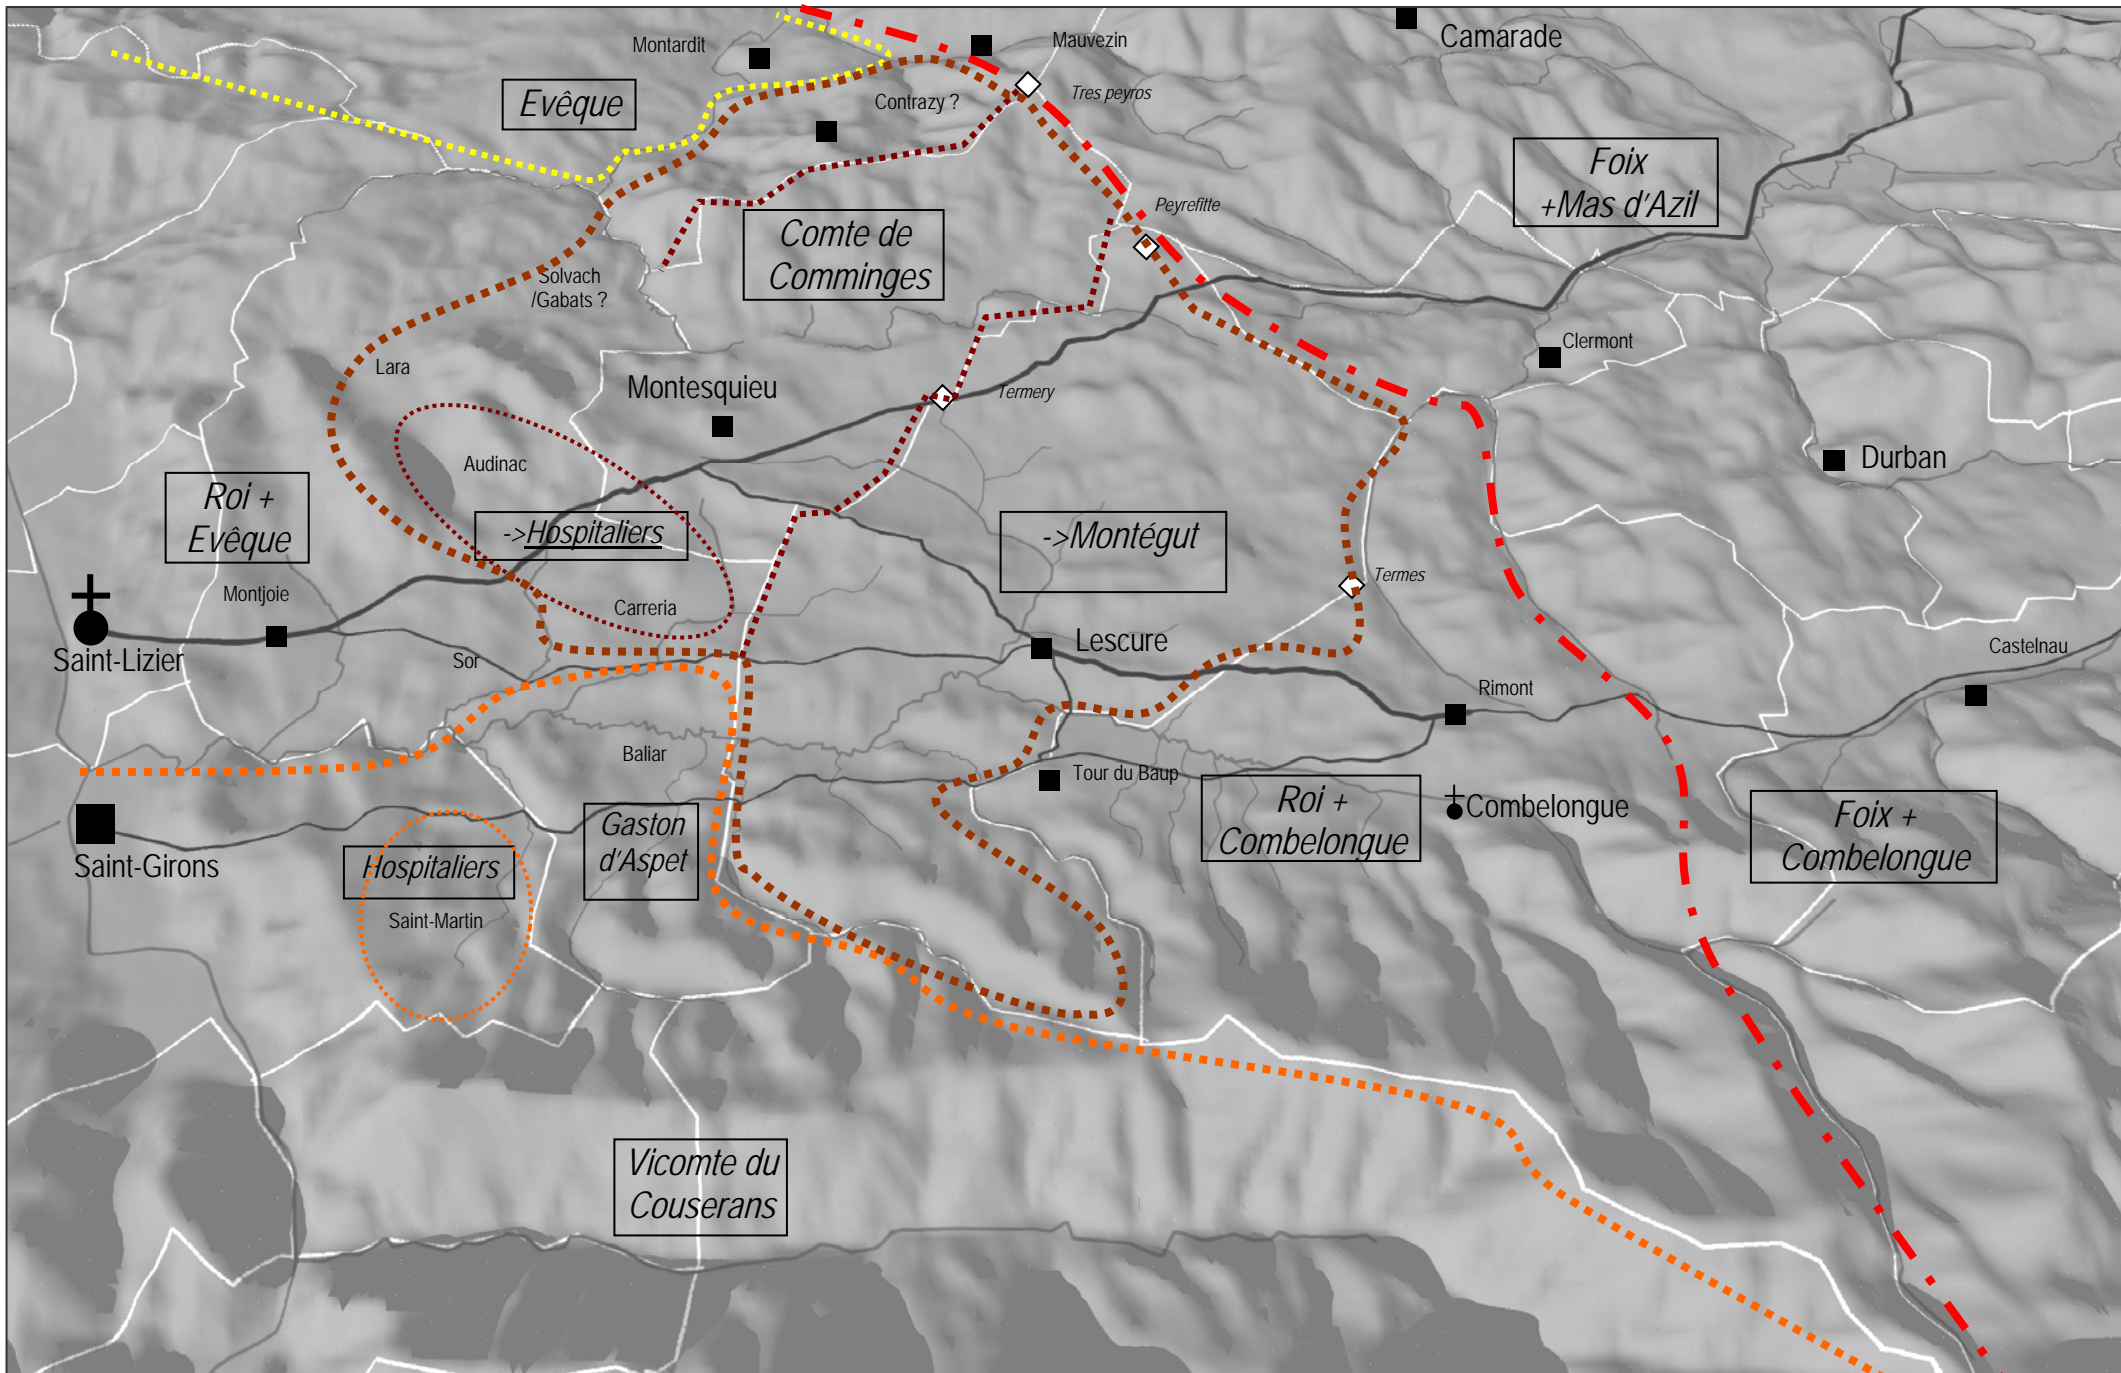 Camarade
Montardit
Mauvezin
Evêque
Contrazy ?
Tres peyros
Foix
+Mas d'Azil
Peyrefitte
Comte de
Comminges
Solvach
/Gabats ?
Clermont
Lara
Montesquieu
Termery
Audinac
Durban
Roi +
Evêque
->Hospitaliers
->Montégut
Termes
Montjoie
Carreria
Lescure
Saint-Lizier
Sor
Castelnau
Rimont
Baliar
Tour du Baup
Roi +
Combelongue
Combelongue
Foix +
Combelongue
Gaston
d'Aspet
Saint-Girons
Hospitaliers
Saint-Martin
Vicomte du
Couserans